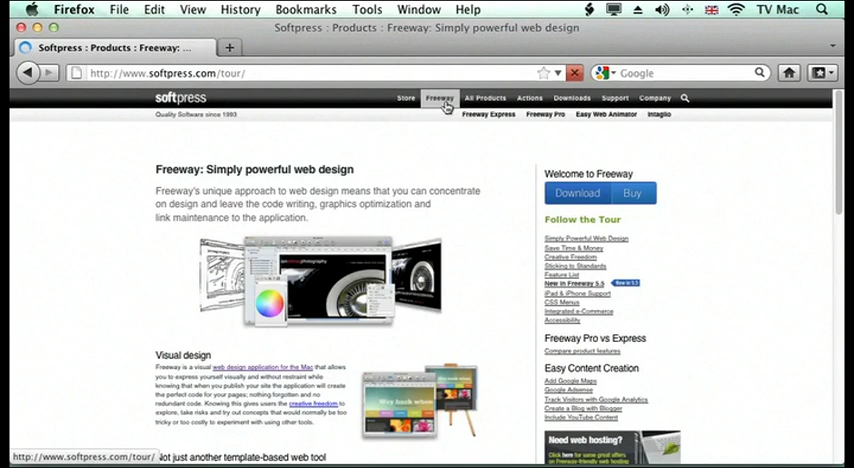 Firefox File Edit View History Bookmarks Tools Window Help TV Mac
Softpress : Products : Freeway: Simply powerful web design
Softpress : Products : Freeway: ...
http://www.softpress.com/tour/
Google
softpress
Store Freeway All Products Actions Downloads Support Company
Quality Software since 1993
Freeway Express Freeway Pro Easy Web Animator Intaglio
Freeway: Simply powerful web design
Freeway's unique approach to web design means that you can concentrate
on design and leave the code writing, graphics optimization and
link maintenance to the application.
Visual design
Freeway is a visual web design application for the Mac that allows
you to express yourself visually and without restraint while
knowing that when you publish your site the application will create
the perfect code for your pages; nothing forgotten and no
redundant code. Knowing this gives users the creative freedom to
explore, take risks and try out concepts that would normally be too
tricky or too costly to experiment with using other tools.
Not just another template-based web tool
Welcome to Freeway
Download Buy
Follow the Tour
Simply Powerful Web Design
Save Time & Money
Creative Freedom
Sticking to Standards
Feature List
New in Freeway 5.5
iPad & iPhone Support
CSS Menus
Integrated e-Commerce
Accessibility
Freeway Pro vs Express
Compare product features
Easy Content Creation
Add Google Maps
Google Adsense
Track Visitors with Google Analytics
Create a Blog with Blogger
Include YouTube Content
Need web hosting?
Click here for some great offers
on Freeway-friendly web hosting
http://www.softpress.com/tour/